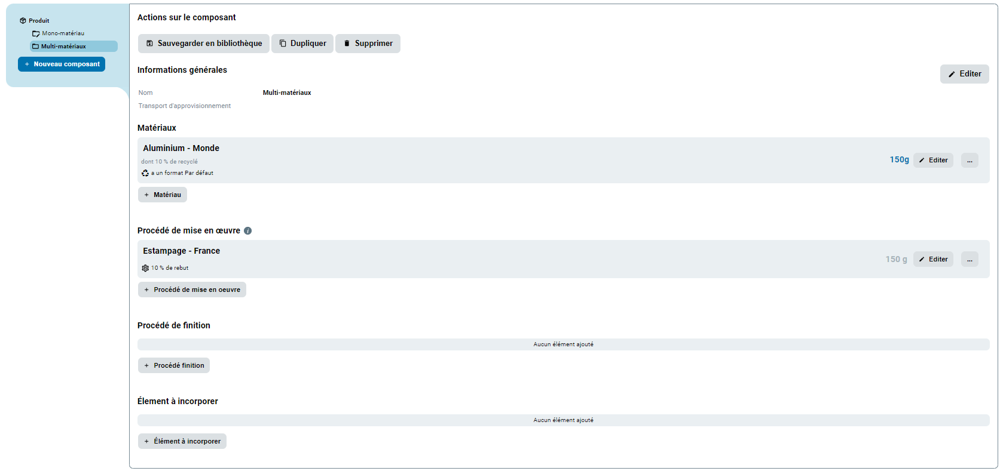 Produit
Mono-matériau
Multi-matériaux
+ Nouveau composant
Actions sur le composant
Sauvegarder en bibliothèque
Dupliquer
Supprimer
Informations générales
Editer
Nom
Multi-matériaux
Transport d'approvisionnement
Matériaux
Aluminium - Monde
dont 10 % de recyclé
a un format Par défaut
150g
Editer
...
+ Matériau
Procédé de mise en œuvre i
Estampage - France
10 % de rebut
150 g
Editer
...
+ Procédé de mise en oeuvre
Procédé de finition
Aucun élément ajouté
+ Procédé finition
Élement à incorporer
Aucun élément ajouté
+ Élément à incorporer